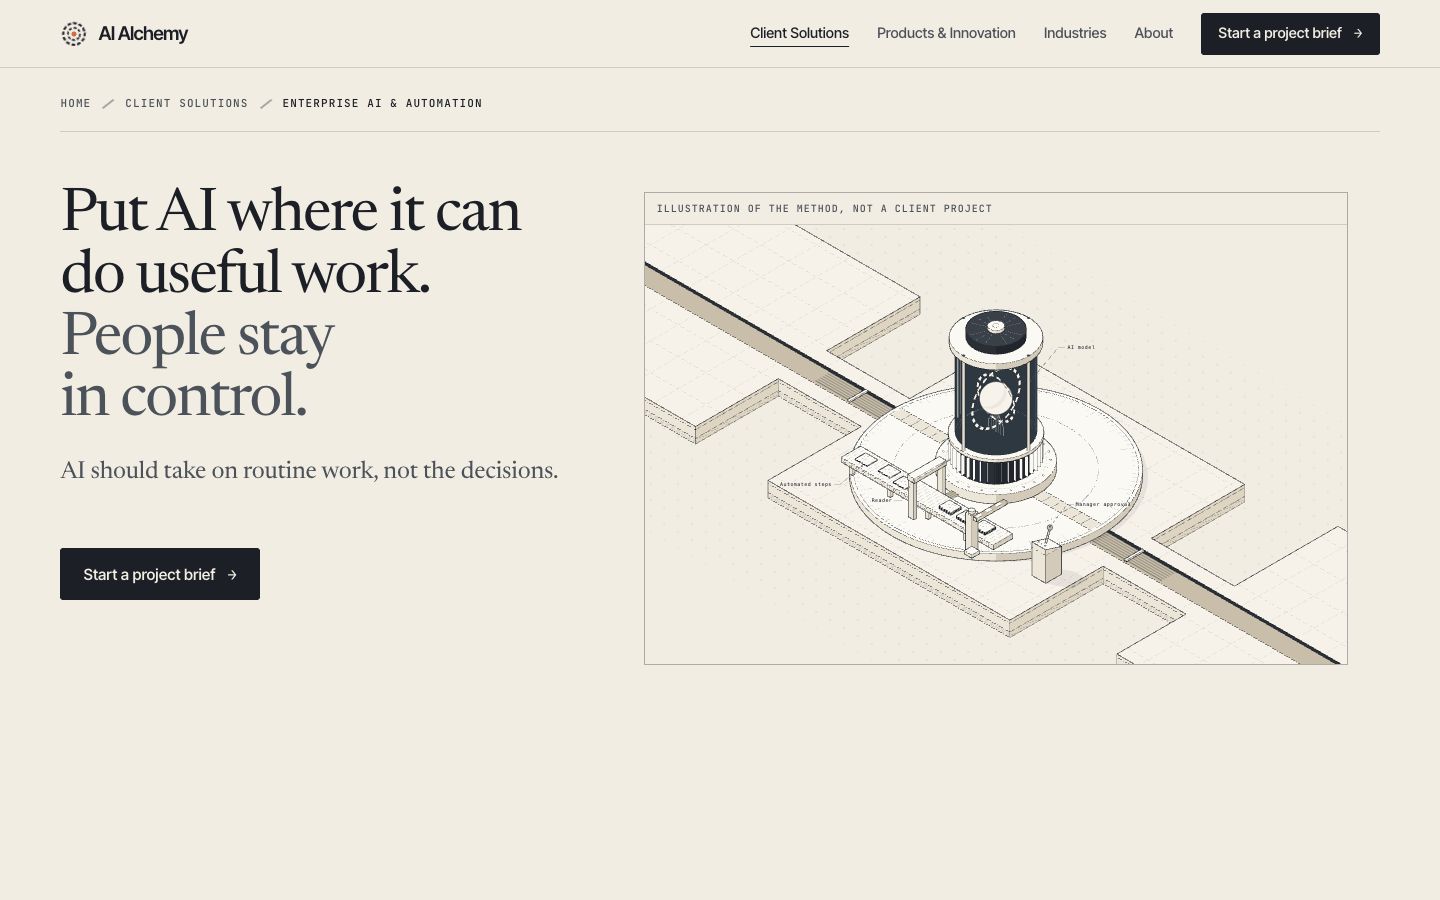 AI Alchemy
Client Solutions
Products & Innovation
Industries
About
Start a project brief →
HOME / CLIENT SOLUTIONS / ENTERPRISE AI & AUTOMATION
Put AI where it can
do useful work.
People stay
in control.
AI should take on routine work, not the decisions.
Start a project brief →
ILLUSTRATION OF THE METHOD, NOT A CLIENT PROJECT
AI model
Automated steps
Reader
Manager approval